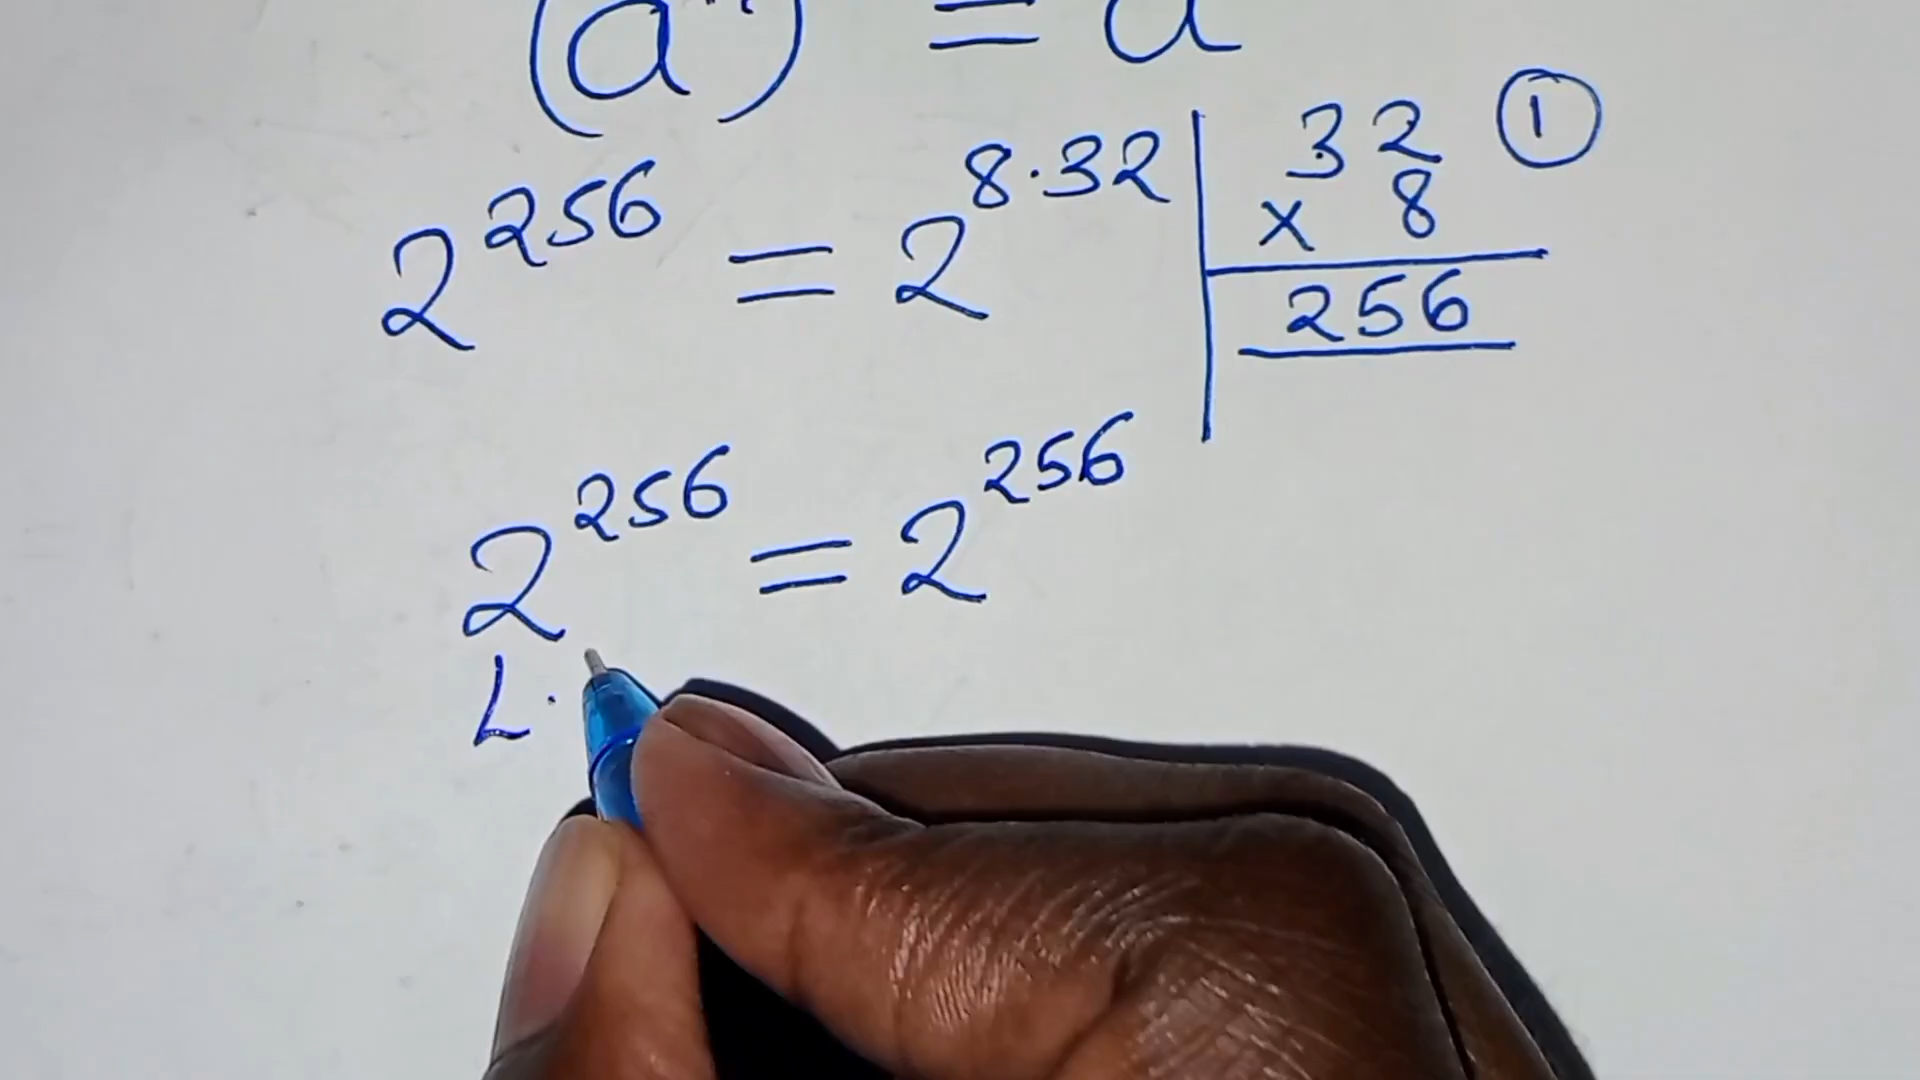 (a ) = a
2^256 = 2^8·32
32 ①
× 8
256
2^256 = 2^256
L.